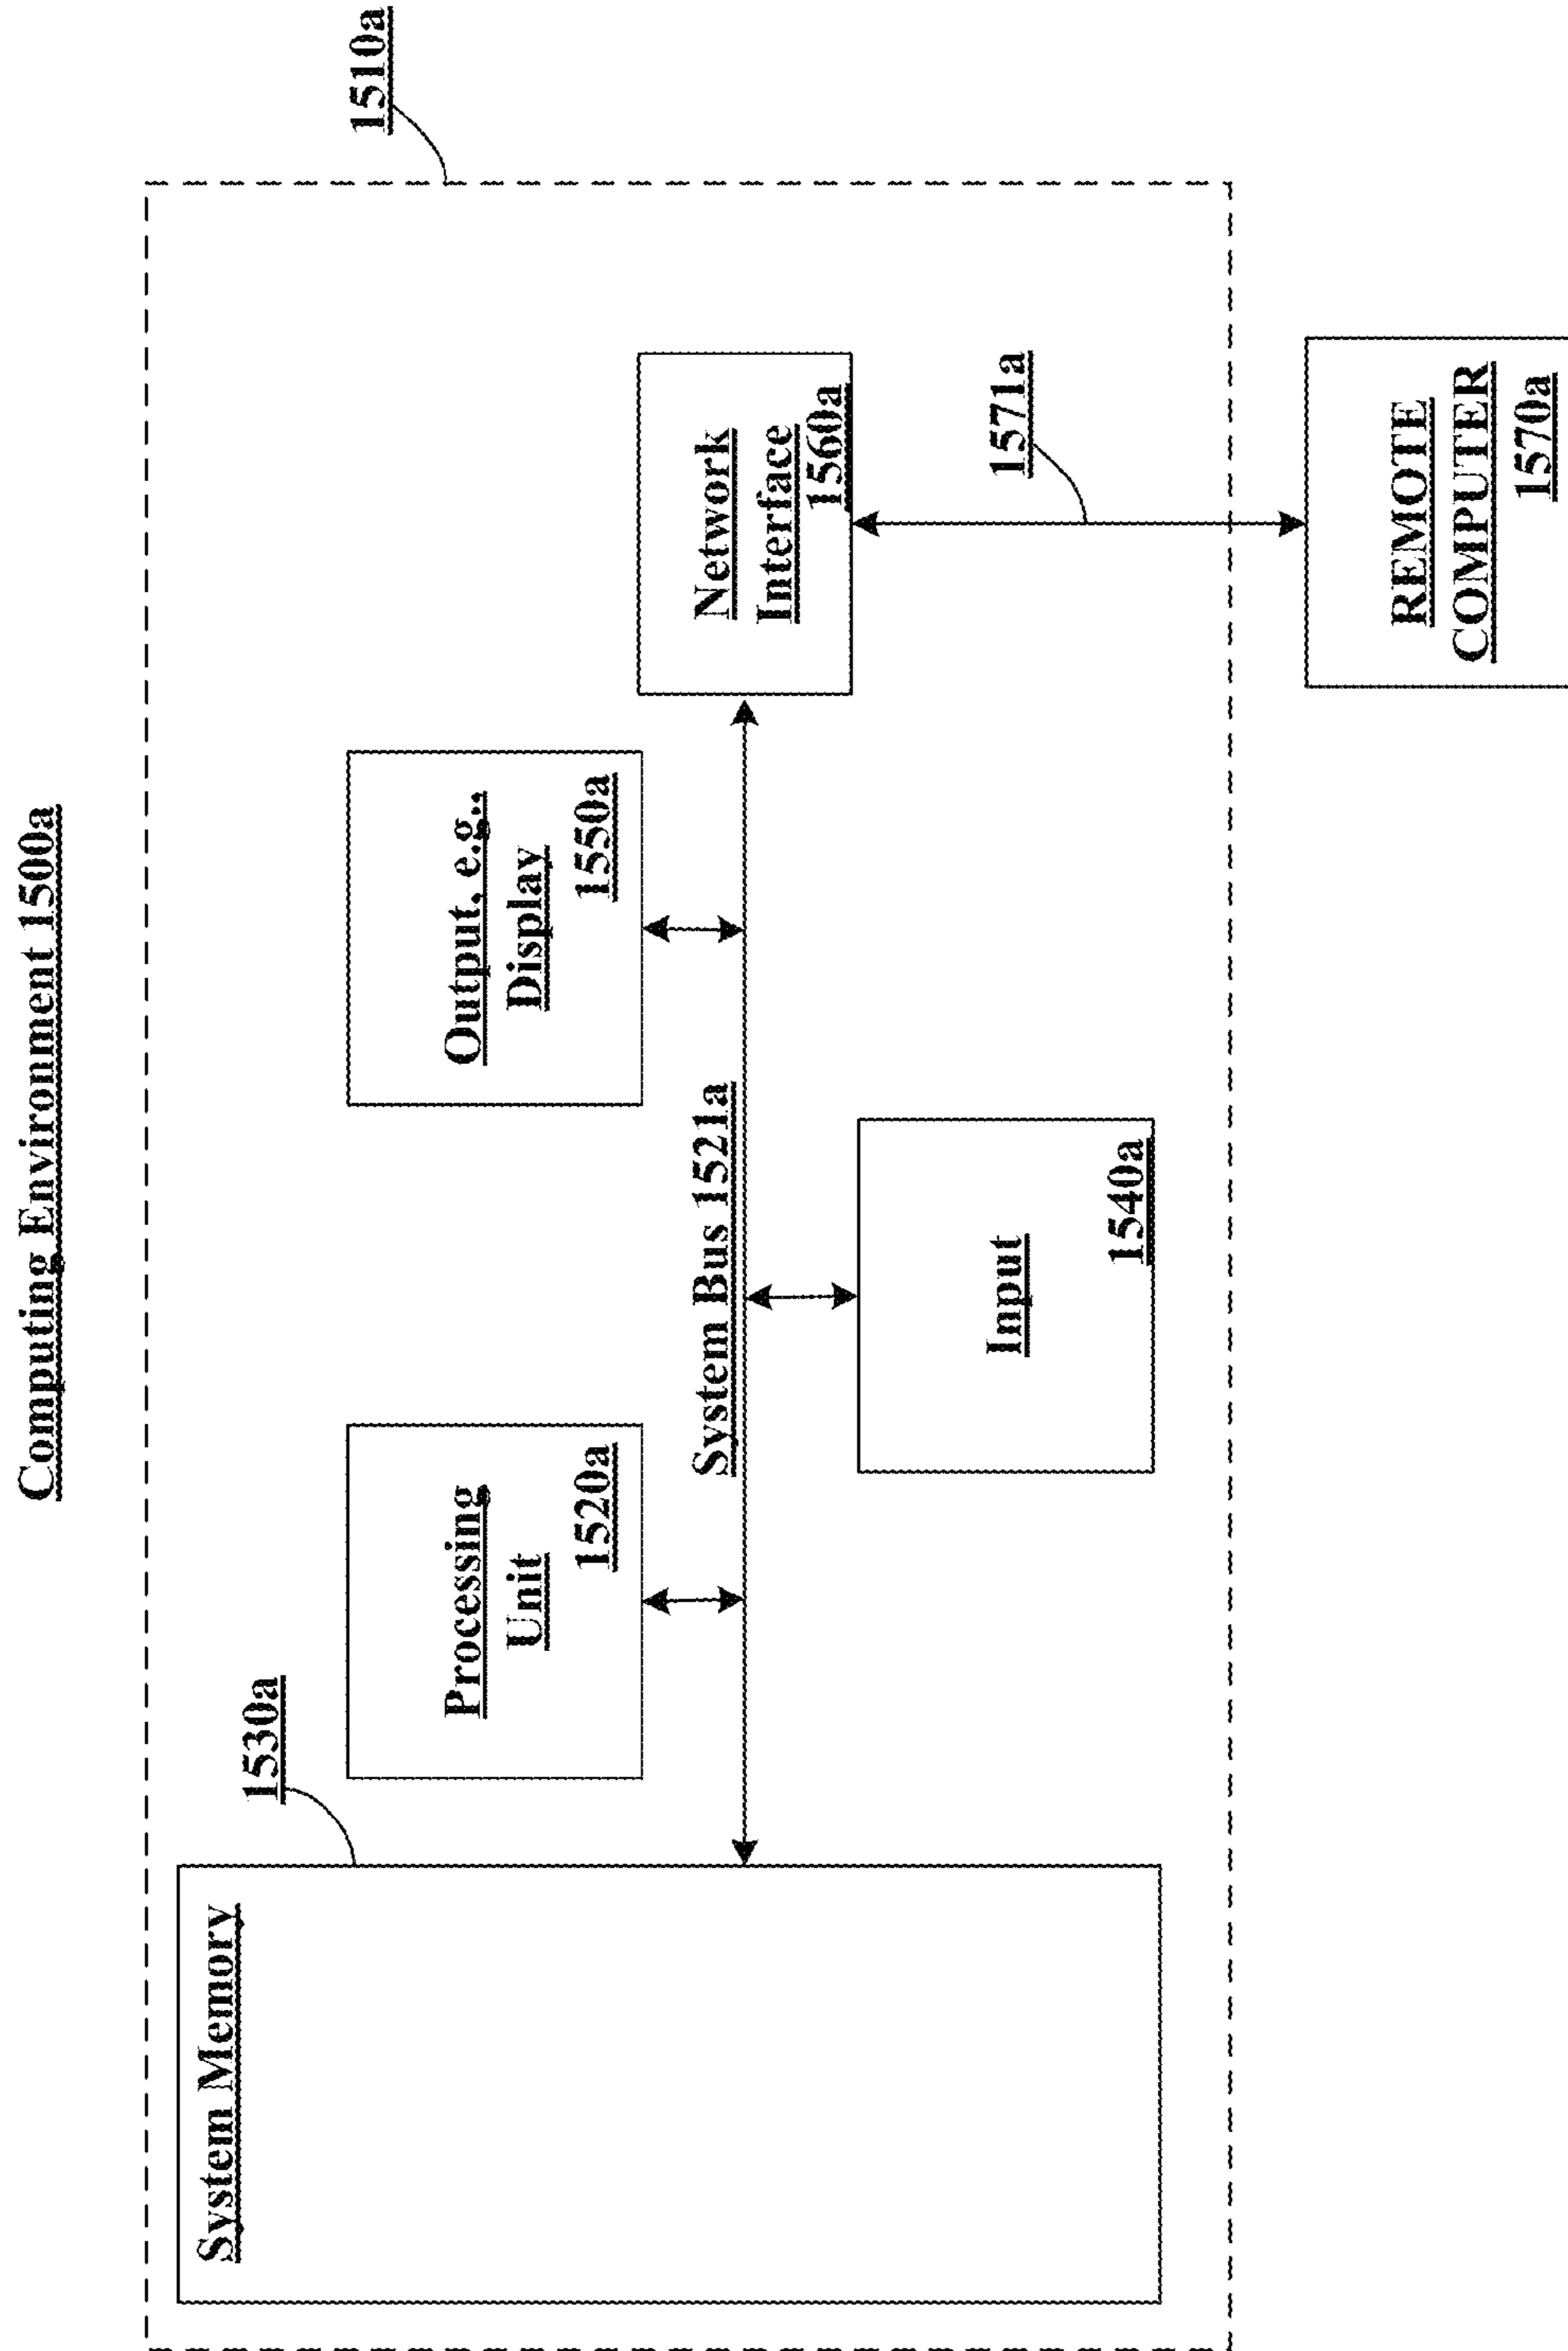 Computing Environment 1500a
1510a
System Memory
1530a
Processing
Unit
1520a
Output, e.g.,
Display
1550a
System Bus 1521a
Network
Interface
1560a
Input
1540a
1571a
REMOTE
COMPUTER
1570a